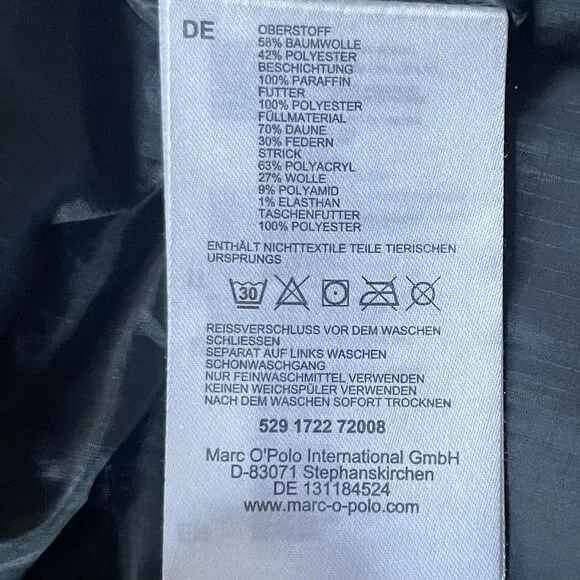 DE
OBERSTOFF
58% BAUMWOLLE
42% POLYESTER
BESCHICHTUNG
100% PARAFFIN
FUTTER
100% POLYESTER
FÜLLMATERIAL
70% DAUNE
30% FEDERN
STRICK
63% POLYACRYL
27% WOLLE
9% POLYAMID
1% ELASTHAN
TASCHENFUTTER
100% POLYESTER
ENTHÄLT NICHTTEXTILE TEILE TIERISCHEN
URSPRUNGS
30
REISSVERSCHLUSS VOR DEM WASCHEN
SCHLIESSEN
SEPARAT AUF LINKS WASCHEN
SCHONWASCHGANG
NUR FEINWASCHMITTEL VERWENDEN
KEINEN WEICHSPÜLER VERWENDEN
NACH DEM WASCHEN SOFORT TROCKNEN
529 1722 72008
Marc O'Polo International GmbH
D-83071 Stephanskirchen
DE 131184524
www.marc-o-polo.com